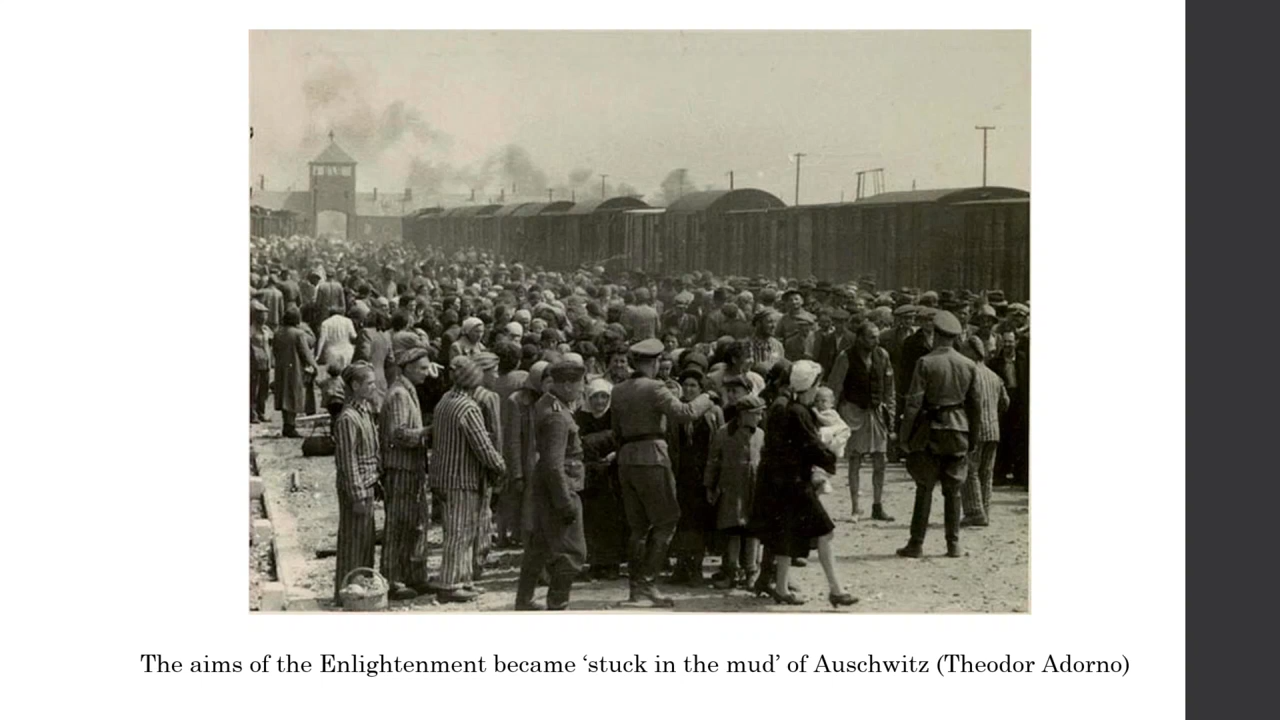 The aims of the Enlightenment became ‘stuck in the mud’ of Auschwitz (Theodor Adorno)